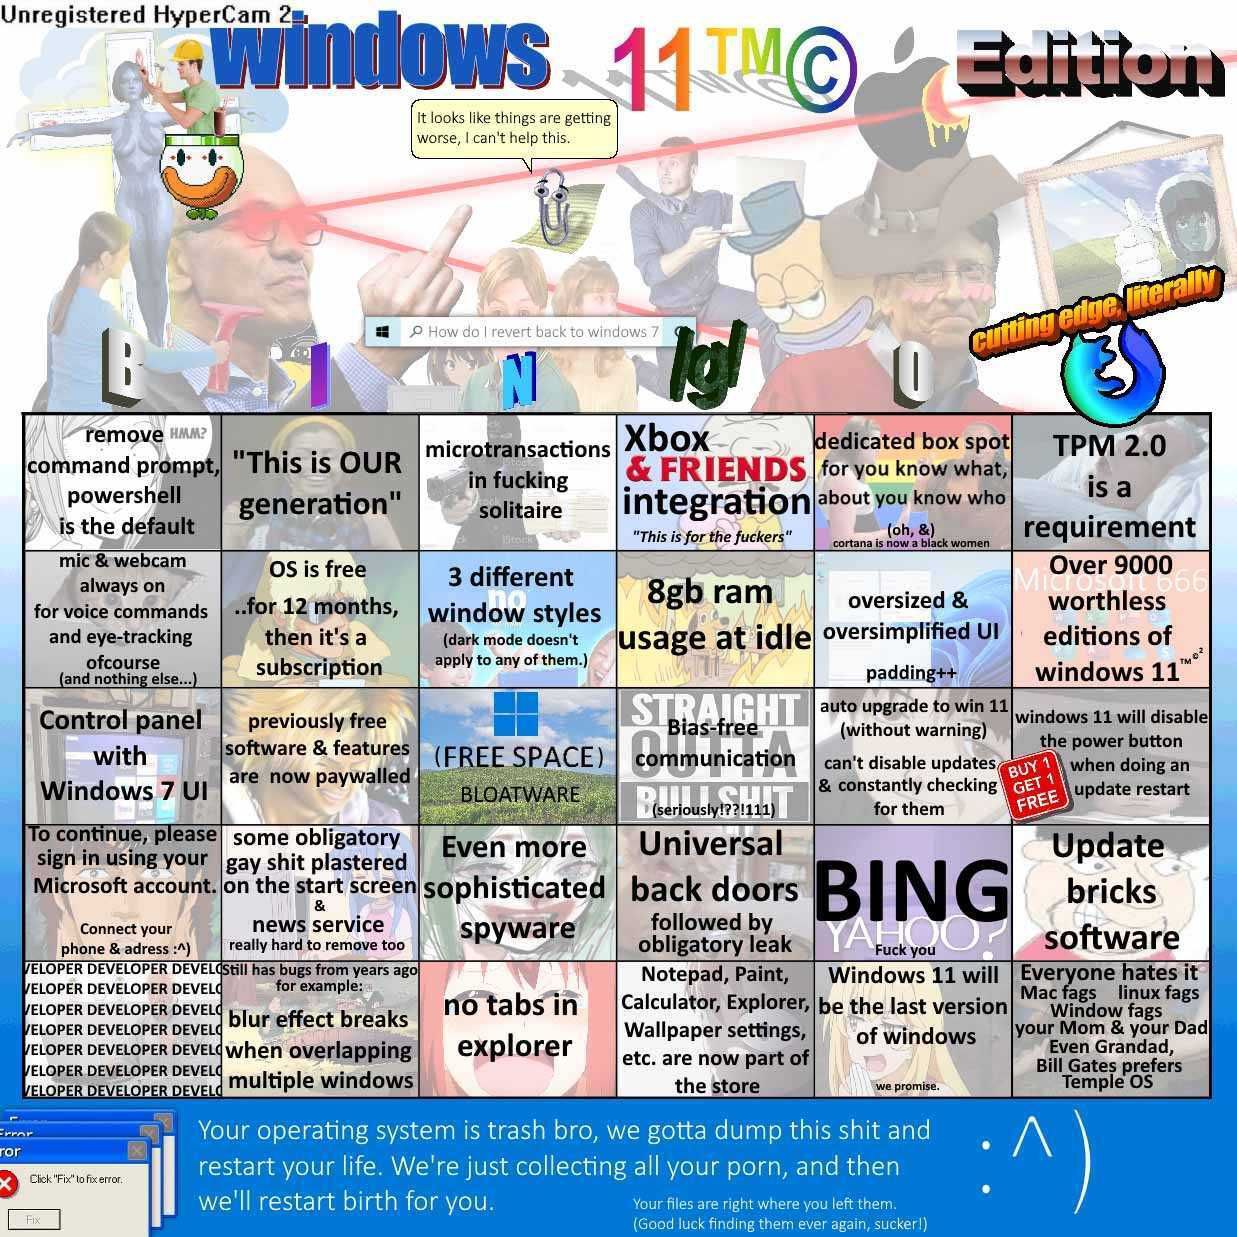 Unregistered HyperCam 2
windows 11™© Edition
It looks like things are getting
worse, I can't help this.
cutting edge, literally
How do I revert back to windows 7
B I N /g/ O
remove
HMM?
command prompt,
powershell
is the default
"This is OUR
generation"
microtransactions
in fucking
solitaire
Xbox
& FRIENDS
integration
"This is for the fuckers"
dedicated box spot
for you know what,
about you know who
(oh, &)
cortana is now a black women
TPM 2.0
is a
requirement
mic & webcam
always on
for voice commands
and eye-tracking
ofcourse
(and nothing else...)
OS is free
..for 12 months,
then it's a
subscription
3 different
no
window styles
(dark mode doesn't
apply to any of them.)
8gb ram
usage at idle
oversized &
oversimplified UI
padding++
Microsoft 666
Over 9000
worthless
editions of
windows 11™©²
Control panel
with
Windows 7 UI
previously free
software & features
are now paywalled
(FREE SPACE)
BLOATWARE
STRAIGHT
OUTTA
BULLSHIT
Bias-free
communication
(seriously!??!111)
auto upgrade to win 11
(without warning)
can't disable updates
& constantly checking
for them
windows 11 will disable
the power button
when doing an
update restart
BUY 1
GET 1
FREE
To continue, please
sign in using your
Microsoft account.
Connect your
phone & adress :^)
some obligatory
gay shit plastered
on the start screen
&
news service
really hard to remove too
Even more
sophisticated
spyware
Universal
back doors
followed by
obligatory leak
BING
YAHOO?
Fuck you
Update
bricks
software
VELOPER DEVELOPER DEVELO
VELOPER DEVELOPER DEVELO
VELOPER DEVELOPER DEVELO
VELOPER DEVELOPER DEVELO
VELOPER DEVELOPER DEVELO
VELOPER DEVELOPER DEVELO
VELOPER DEVELOPER DEVELO
Still has bugs from years ago
for example:
blur effect breaks
when overlapping
multiple windows
no tabs in
explorer
Notepad, Paint,
Calculator, Explorer,
Wallpaper settings,
etc. are now part of
the store
Windows 11 will
be the last version
of windows
we promise.
Everyone hates it
Mac fags linux fags
Window fags
your Mom & your Dad
Even Grandad,
Bill Gates prefers
Temple OS
Error
Error
ror
Click "Fix" to fix error.
Fix
Your operating system is trash bro, we gotta dump this shit and
restart your life. We're just collecting all your porn, and then
we'll restart birth for you.
Your files are right where you left them.
(Good luck finding them ever again, sucker!)
:^)